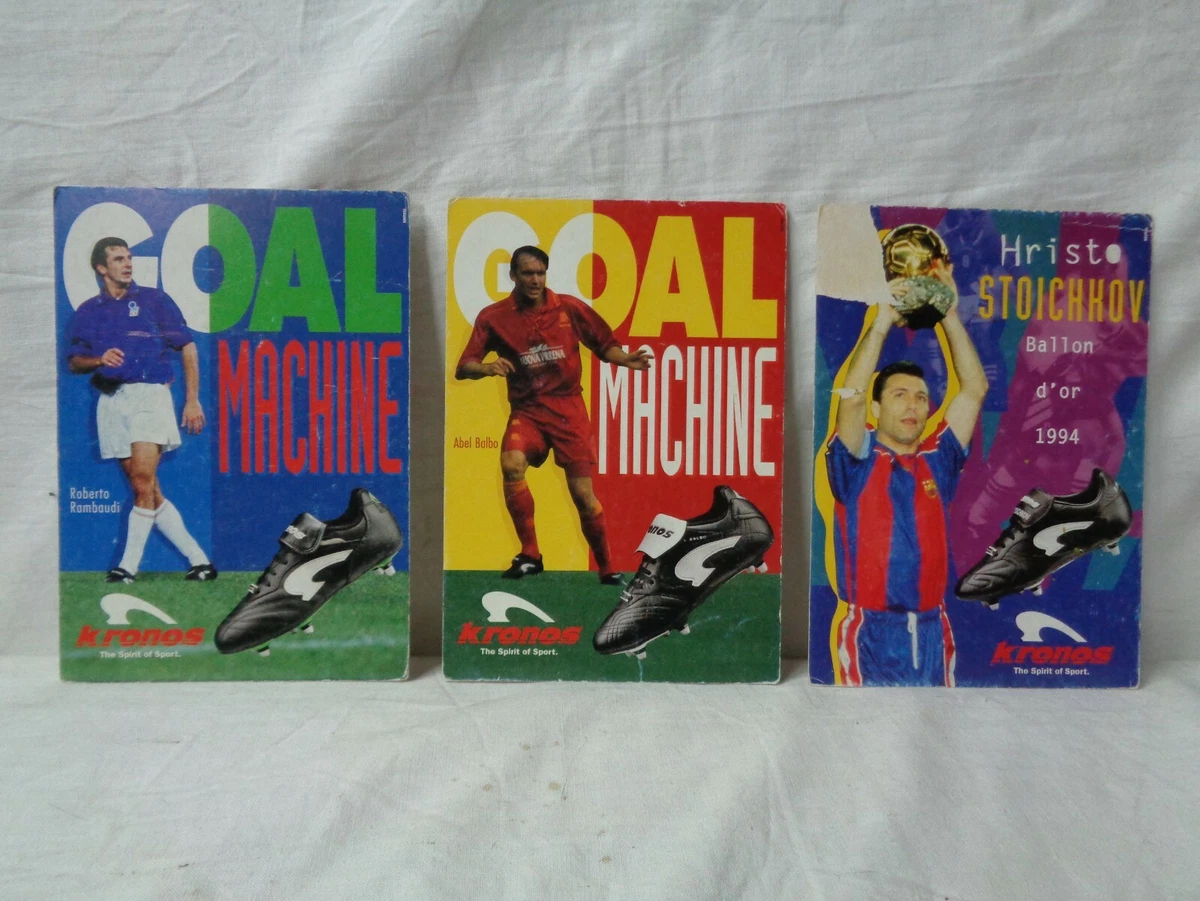 GOAL
MACHINE
Roberto
Rambaudi
kronos
The Spirit of Sport.
GOAL
MACHINE
Abel Balbo
kronos
The Spirit of Sport.
Hristo
STOICHKOV
Ballon
d'or
1994
kronos
The Spirit of Sport.